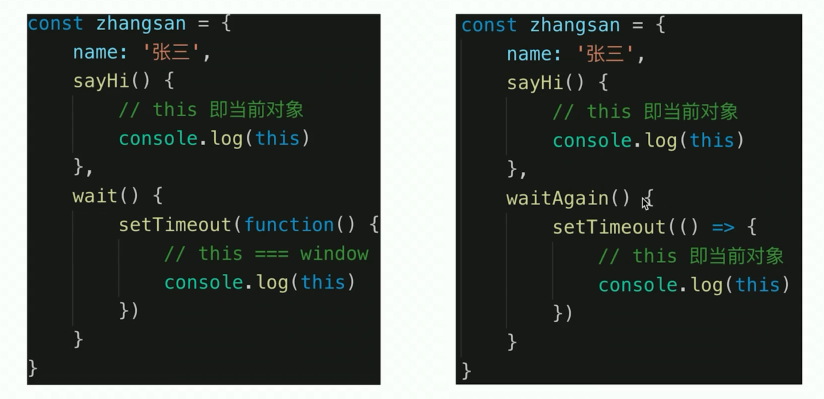 const zhangsan = {
name: '张三',
sayHi() {
// this 即当前对象
console.log(this)
},
wait() {
setTimeout(function() {
// this === window
console.log(this)
})
}
}
const zhangsan = {
name: '张三',
sayHi() {
// this 即当前对象
console.log(this)
},
waitAgain() {
setTimeout(() => {
// this 即当前对象
console.log(this)
})
}
}